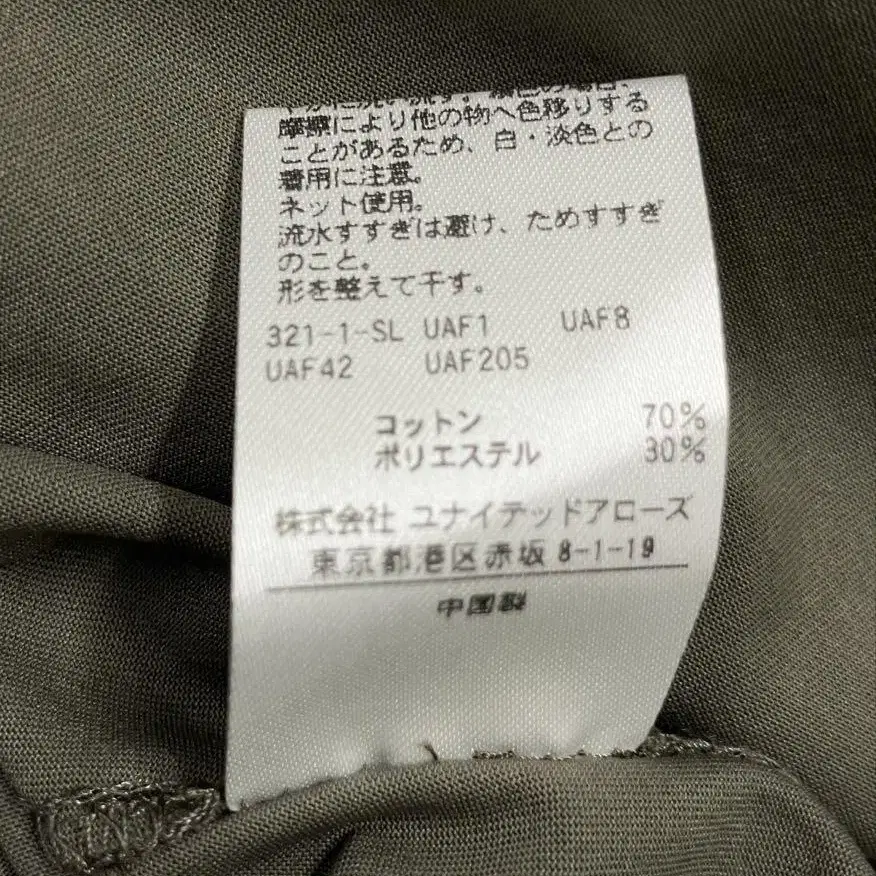 摩擦により他の物へ色移りする
ことがあるため、白・淡色との
着用に注意。
ネット使用。
流水すすぎは避け、ためすすぎ
のこと。
形を整えて干す。
321-1-SL UAF1 UAF8
UAF42 UAF205
コットン 70%
ポリエステル 30%
株式会社 ユナイテッドアローズ
東京都港区赤坂 8-1-19
中国製